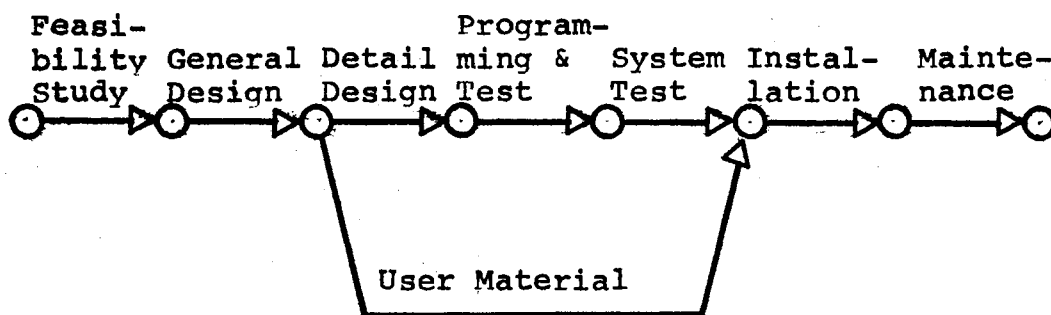 Feasi-
bility
Study
General
Design
Detail
Design
Program-
ming &
Test
System
Test
Instal-
lation
Mainte-
nance
User Material